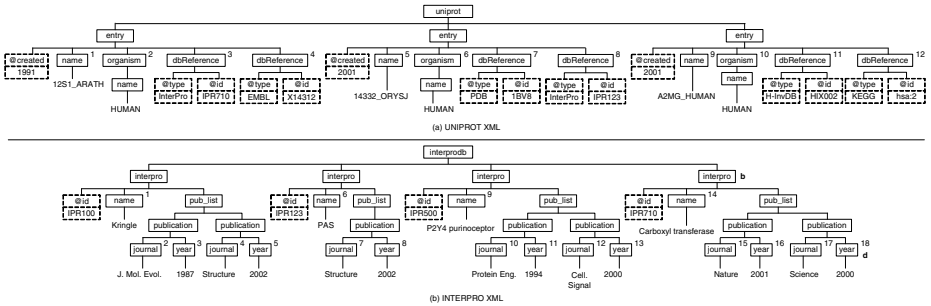 uniprot
entry entry entry
@created 1991 name 1 organism 2 dbReference 3 dbReference 4 @created 2001 name 5 organism 6 dbReference 7 dbReference 8 @created 2001 name 9 organism 10 dbReference 11 dbReference 12
12S1_ARATH name @type InterPro @id IPR710 @type EMBL @id X14312 14332_ORYSJ name @type PDB @id 1BV8 @type InterPro @id IPR123 A2MG_HUMAN name @type H-InvDB @id HIX002 @type KEGG @id hsa:2
HUMAN HUMAN HUMAN
(a) UNIPROT XML
interprodb
interpro interpro interpro interpro b
@id IPR100 name 1 pub_list @id IPR123 name 6 pub_list @id IPR500 name 9 pub_list @id IPR710 name 14 pub_list
Kringle publication publication PAS publication P2Y4 purinoceptor publication publication Carboxyl transferase publication publication
journal 2 year 3 journal 4 year 5 journal 7 year 8 journal 10 year 11 journal 12 year 13 journal 15 year 16 journal 17 year 18
d
J. Mol. Evol. 1987 Structure 2002 Structure 2002 Protein Eng. 1994 Cell. Signal 2000 Nature 2001 Science 2000
(b) INTERPRO XML